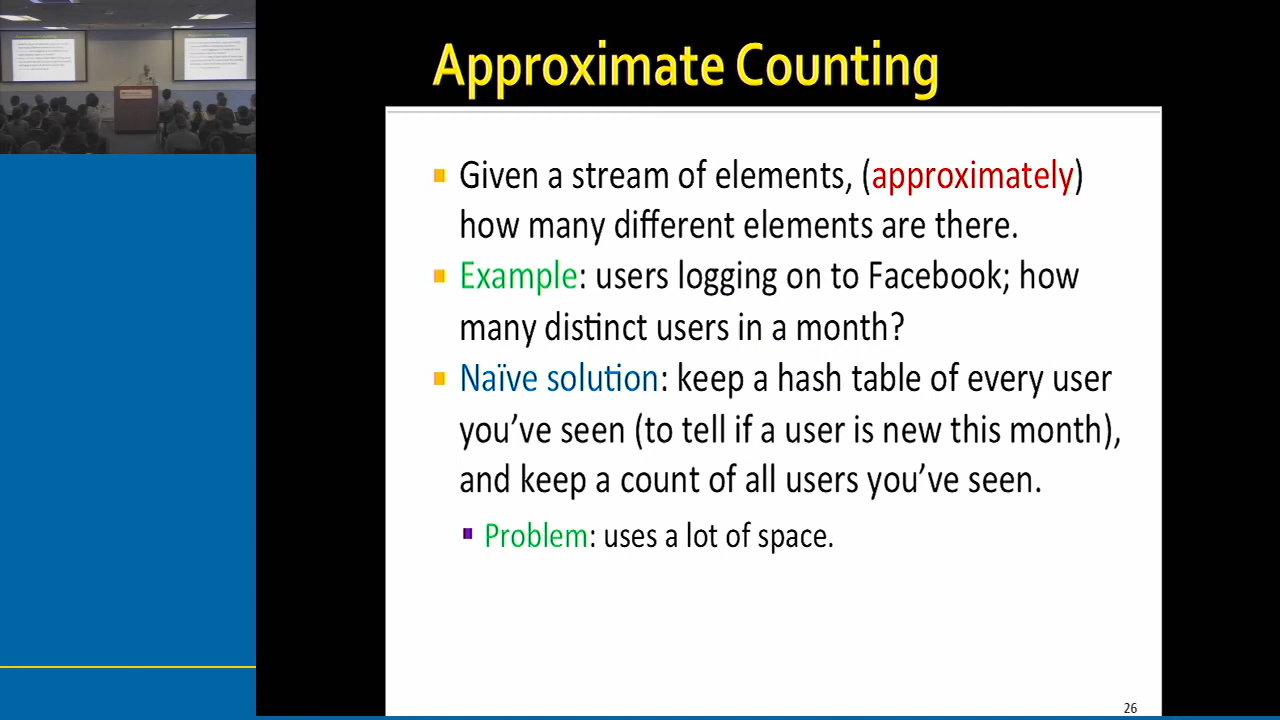 Approximate Counting
Given a stream of elements, (approximately)
how many different elements are there.
Example: users logging on to Facebook; how
many distinct users in a month?
Naïve solution: keep a hash table of every user
you’ve seen (to tell if a user is new this month),
and keep a count of all users you’ve seen.
Problem: uses a lot of space.
26